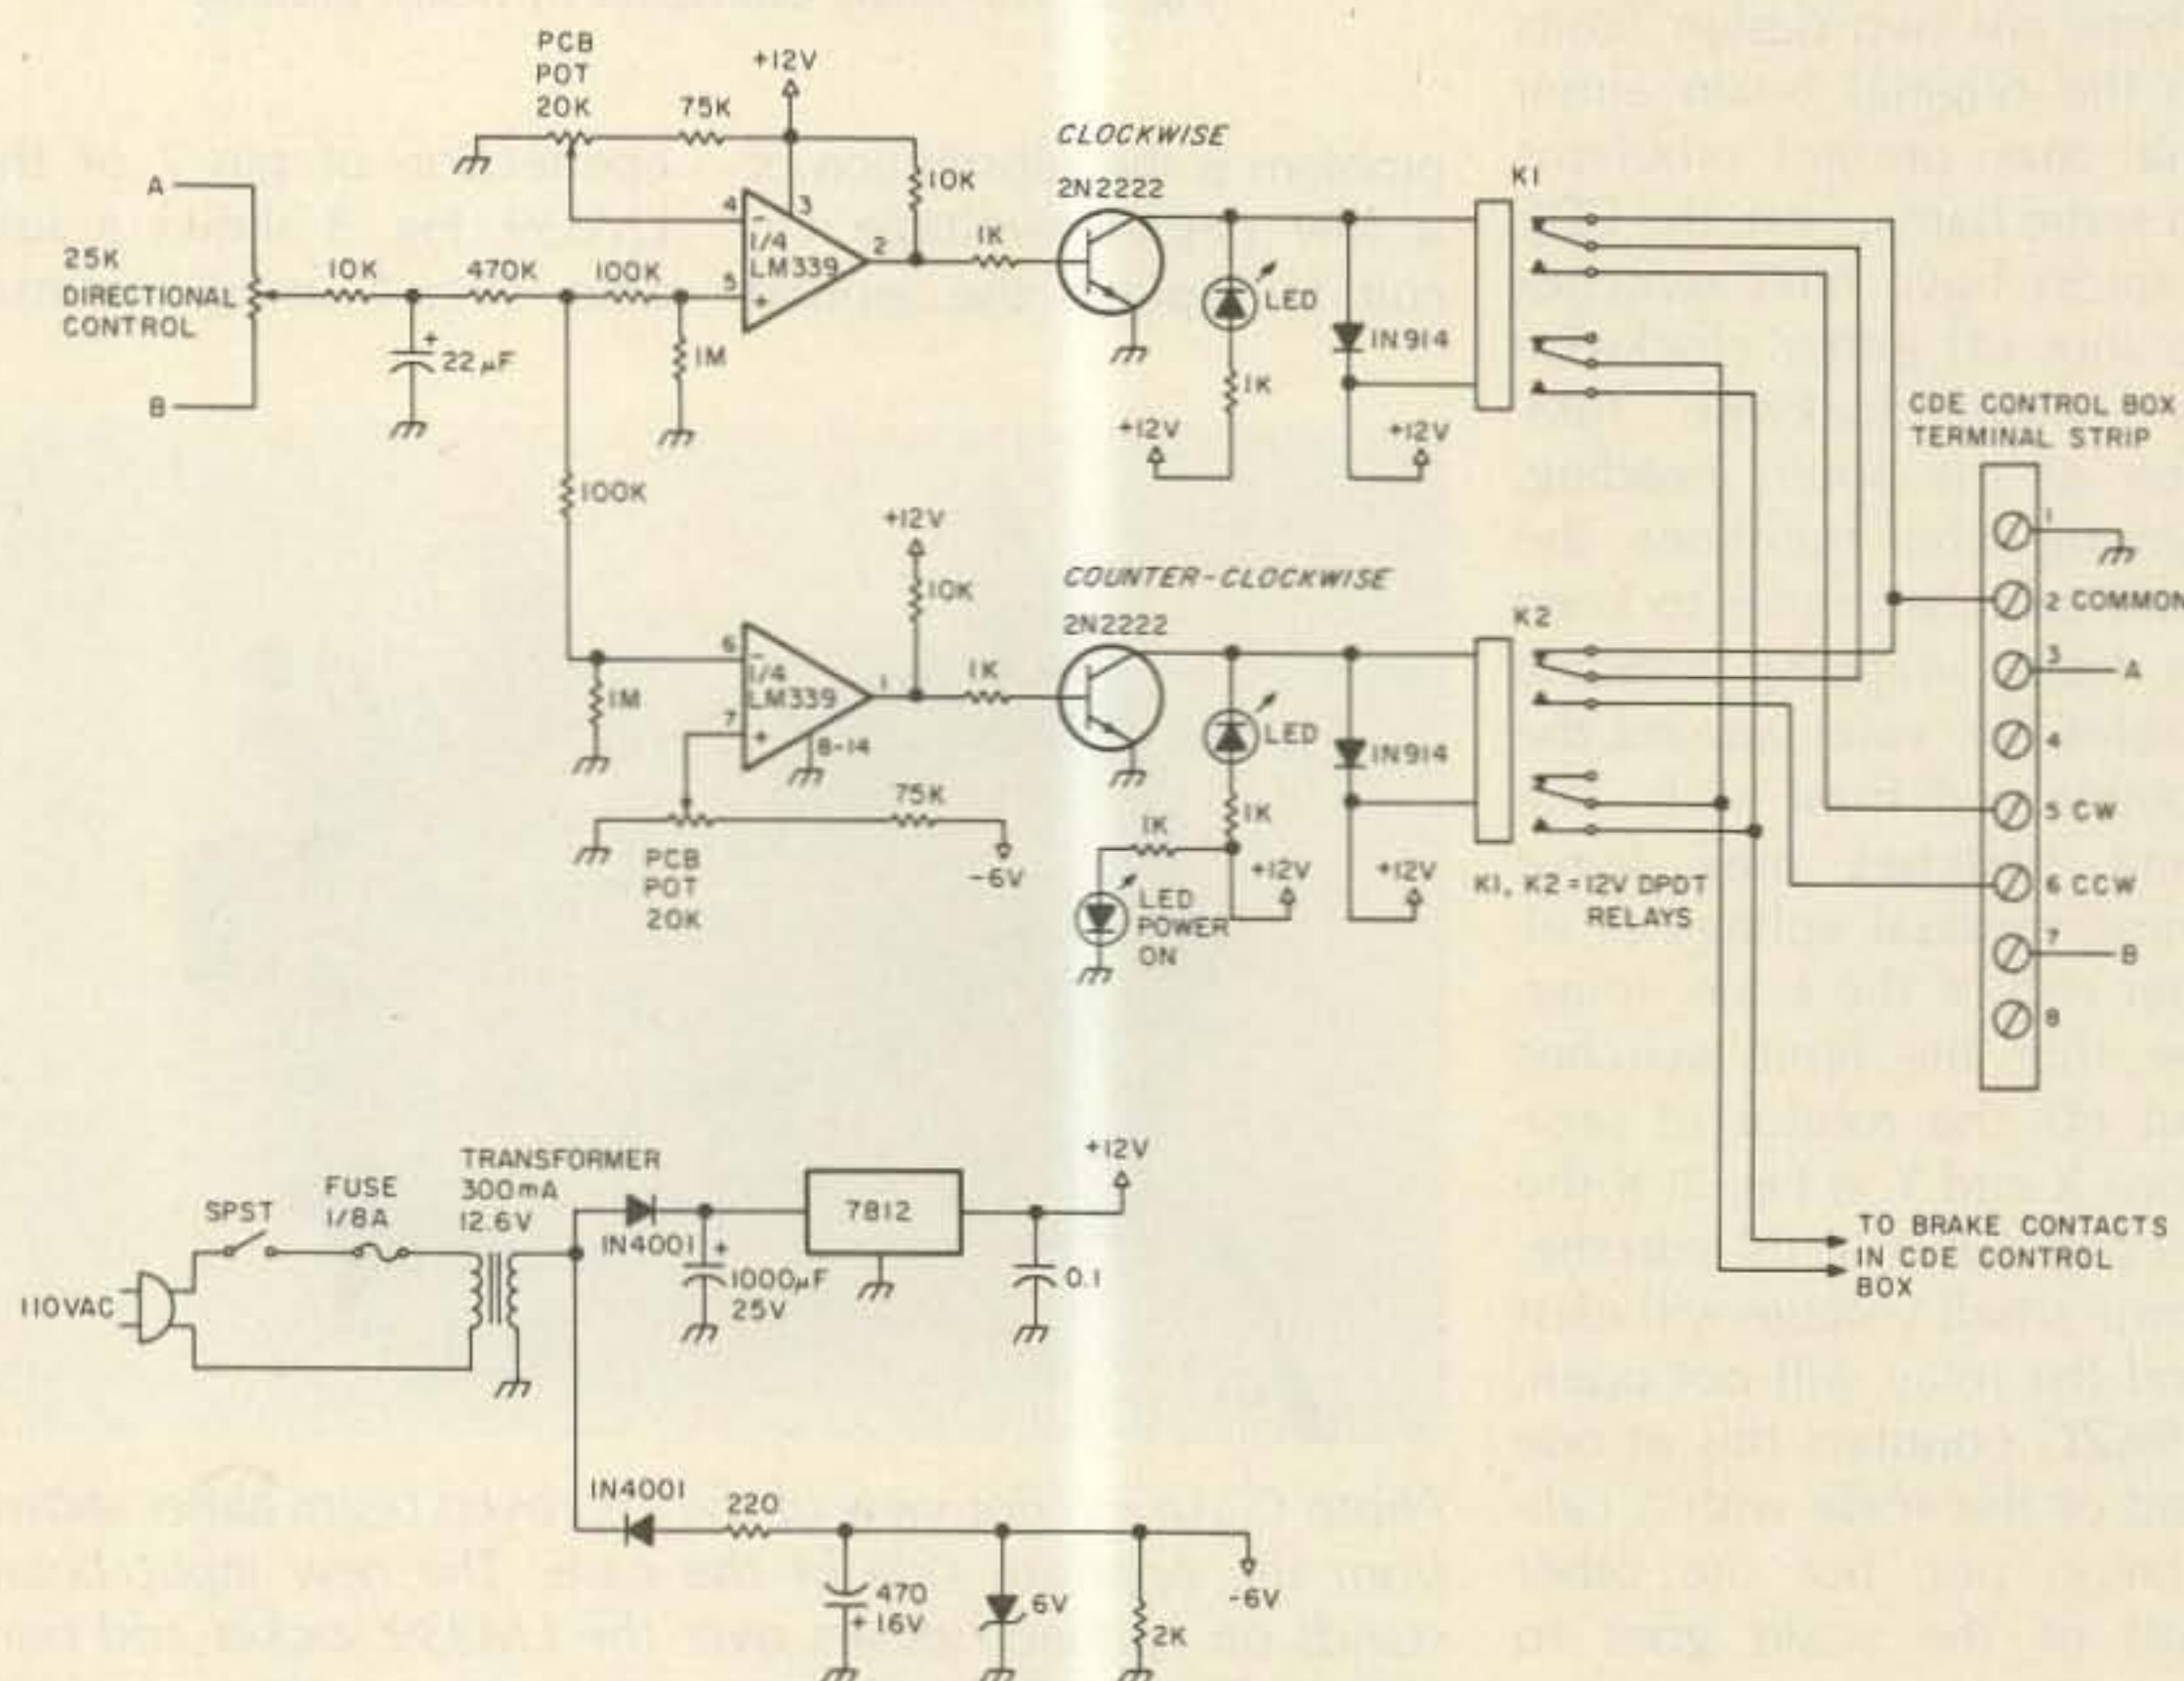 PCB
POT
20K
75K
+12V
10K
A
B
25K
DIRECTIONAL
CONTROL
10K
470K
100K
+
22µF
1M
4
-
3
1/4
LM339
5
+
2
1K
CLOCKWISE
2N2222
LED
1K
+12V
IN914
+12V
K1
100K
1M
6
-
1/4
LM339
7
+
8-14
1
+12V
10K
1K
75K
-6V
PCB
POT
20K
COUNTER-CLOCKWISE
2N2222
LED
1K
1K
+12V
LED
POWER
ON
IN914
+12V
K2
K1, K2 = 12V DPDT
RELAYS
CDE CONTROL BOX
TERMINAL STRIP
1
2 COMMON
3
A
4
5 CW
6 CCW
7
B
8
TO BRAKE CONTACTS
IN CDE CONTROL
BOX
110VAC
SPST
FUSE
1/8A
TRANSFORMER
300mA
12.6V
IN4001
+
1000µF
25V
7812
0.1
+12V
IN4001
220
470
+ 16V
6V
2K
-6V